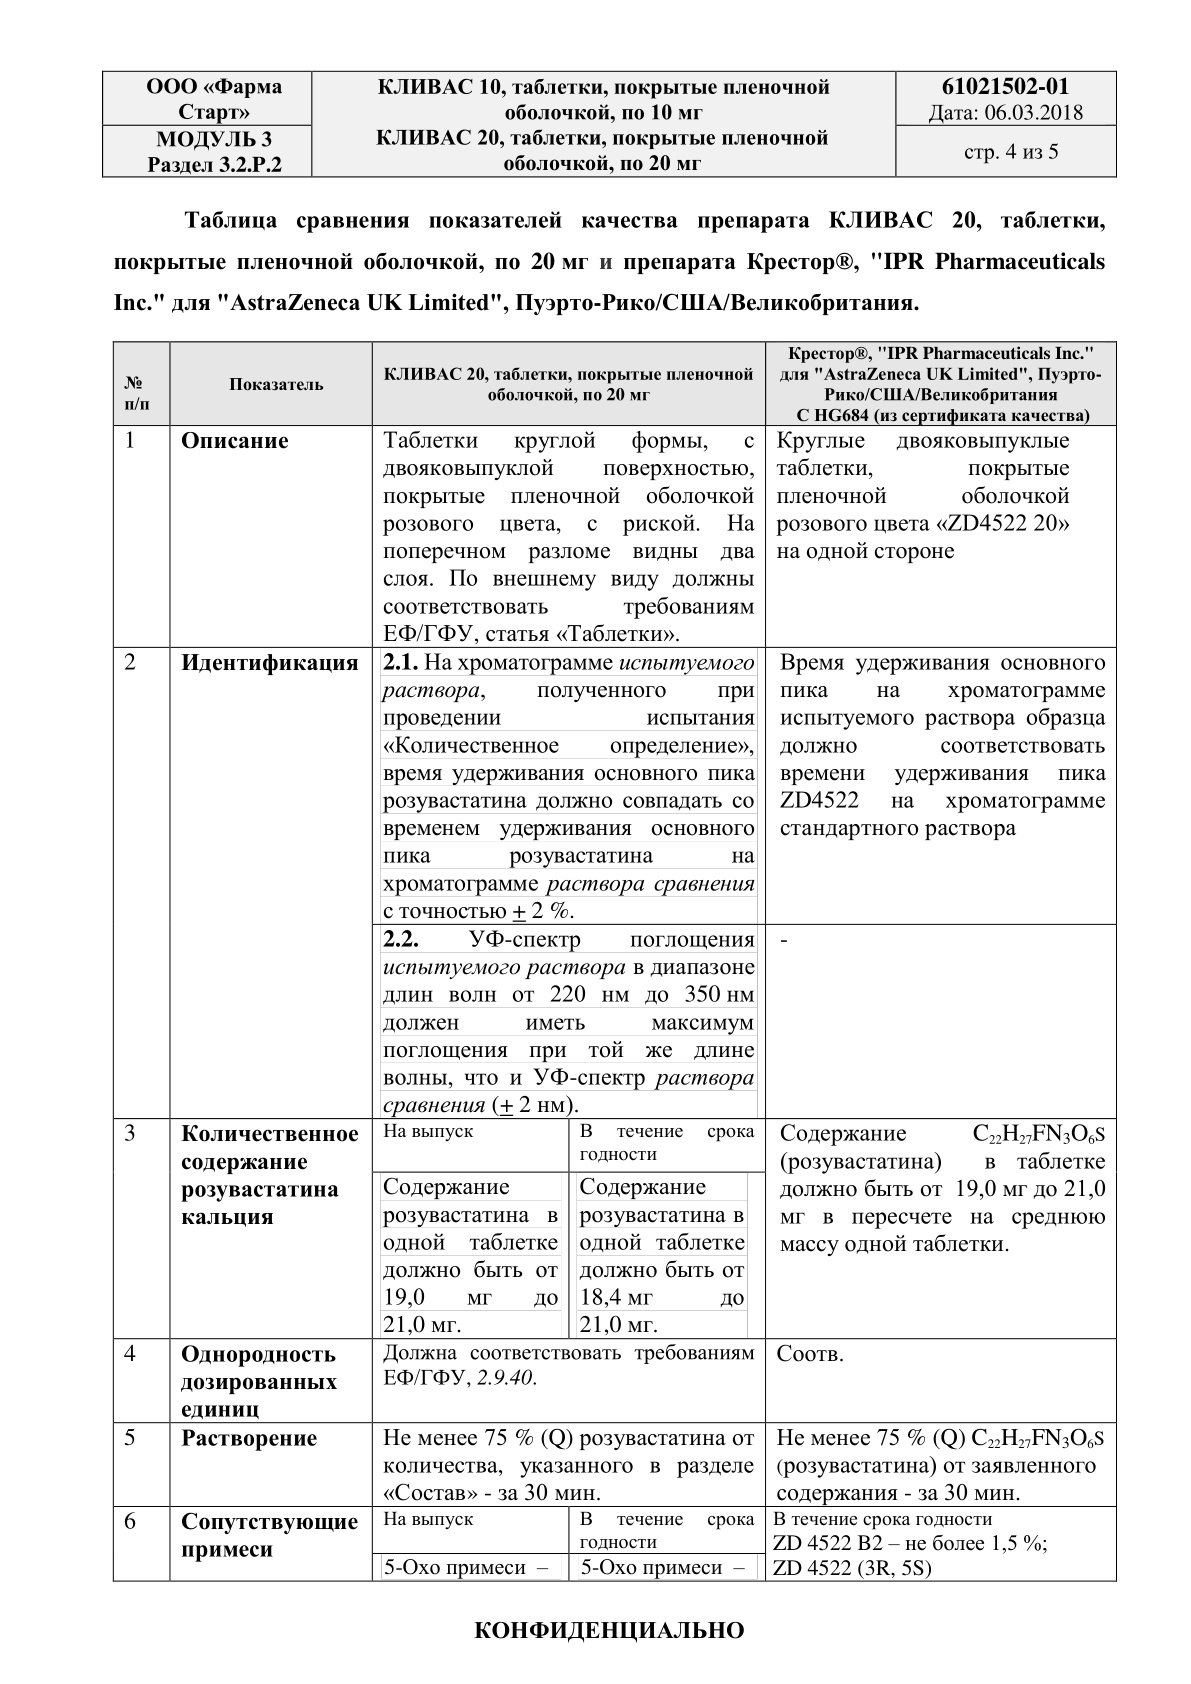 ООО «Фарма
Старт»
МОДУЛЬ 3
Раздел 3.2.Р.2
КЛИВАС 10, таблетки, покрытые пленочной
оболочкой, по 10 мг
КЛИВАС 20, таблетки, покрытые пленочной
оболочкой, по 20 мг
61021502-01
Дата: 06.03.2018
стр. 4 из 5
Таблица сравнения показателей качества препарата КЛИВАС 20, таблетки,
покрытые пленочной оболочкой, по 20 мг и препарата Крестор®, "IPR Pharmaceuticals
Inc." для "AstraZeneca UK Limited", Пуэрто-Рико/США/Великобритания.
№
п/п
Показатель
КЛИВАС 20, таблетки, покрытые пленочной
оболочкой, по 20 мг
Крестор®, "IPR Pharmaceuticals Inc."
для "AstraZeneca UK Limited", Пуэрто-
Рико/США/Великобритания
С HG684 (из сертификата качества)
1
Описание
Таблетки круглой формы, с
двояковыпуклой поверхностью,
покрытые пленочной оболочкой
розового цвета, с риской. На
поперечном разломе видны два
слоя. По внешнему виду должны
соответствовать требованиям
ЕФ/ГФУ, статья «Таблетки».
Круглые двояковыпуклые
таблетки, покрытые
пленочной оболочкой
розового цвета «ZD4522 20»
на одной стороне
2
Идентификация
2.1. На хроматограмме испытуемого
раствора, полученного при
проведении испытания
«Количественное определение»,
время удерживания основного пика
розувастатина должно совпадать со
временем удерживания основного
пика розувастатина на
хроматограмме раствора сравнения
с точностью ± 2 %.
Время удерживания основного
пика на хроматограмме
испытуемого раствора образца
должно соответствовать
времени удерживания пика
ZD4522 на хроматограмме
стандартного раствора
2.2. УФ-спектр поглощения
испытуемого раствора в диапазоне
длин волн от 220 нм до 350 нм
должен иметь максимум
поглощения при той же длине
волны, что и УФ-спектр раствора
сравнения (± 2 нм).
-
3
Количественное
содержание
розувастатина
кальция
На выпуск
В течение срока
годности
Содержание
розувастатина в
одной таблетке
должно быть от
19,0 мг до
21,0 мг.
Содержание
розувастатина в
одной таблетке
должно быть от
18,4 мг до
21,0 мг.
Содержание C₂₂H₂₇FN₃O₆S
(розувастатина) в таблетке
должно быть от 19,0 мг до 21,0
мг в пересчете на среднюю
массу одной таблетки.
4
Однородность
дозированных
единиц
Должна соответствовать требованиям
ЕФ/ГФУ, 2.9.40.
Соотв.
5
Растворение
Не менее 75 % (Q) розувастатина от
количества, указанного в разделе
«Состав» - за 30 мин.
Не менее 75 % (Q) C₂₂H₂₇FN₃O₆S
(розувастатина) от заявленного
содержания - за 30 мин.
6
Сопутствующие
примеси
На выпуск
В течение срока
годности
5-Охо примеси –
5-Охо примеси –
В течение срока годности
ZD 4522 В2 – не более 1,5 %;
ZD 4522 (3R, 5S)
КОНФИДЕНЦИАЛЬНО